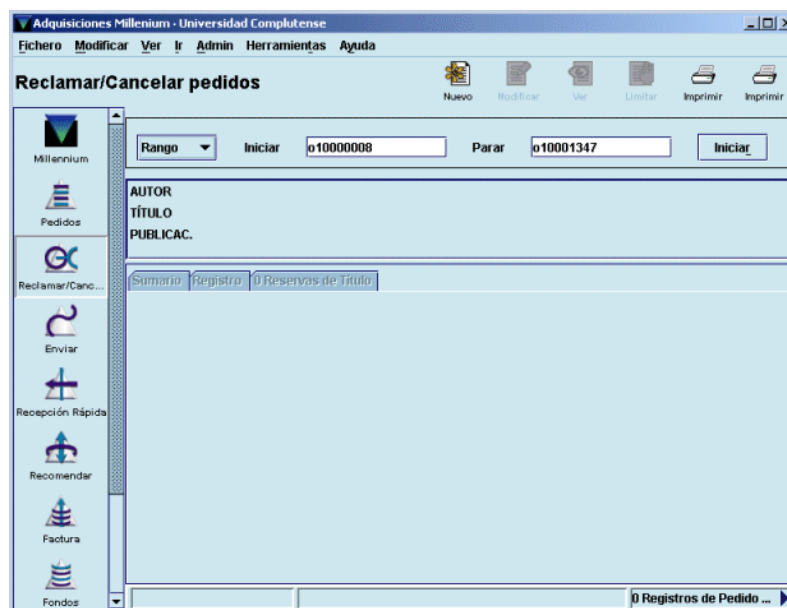 Adquisiciones Millenium · Universidad Complutense
Fichero Modificar Ver Ir Admin Herramientas Ayuda
Reclamar/Cancelar pedidos
Nuevo Modificar Ver Limitar Imprimir Imprimir
Millennium
Rango Iniciar o10000008 Parar o10001347 Iniciar
AUTOR
TÍTULO
PUBLICAC.
Pedidos
Reclamar/Canc...
Sumario Registro 0 Reservas de Título
Enviar
Recepción Rápida
Recomendar
Factura
Fondos
0 Registros de Pedido ...